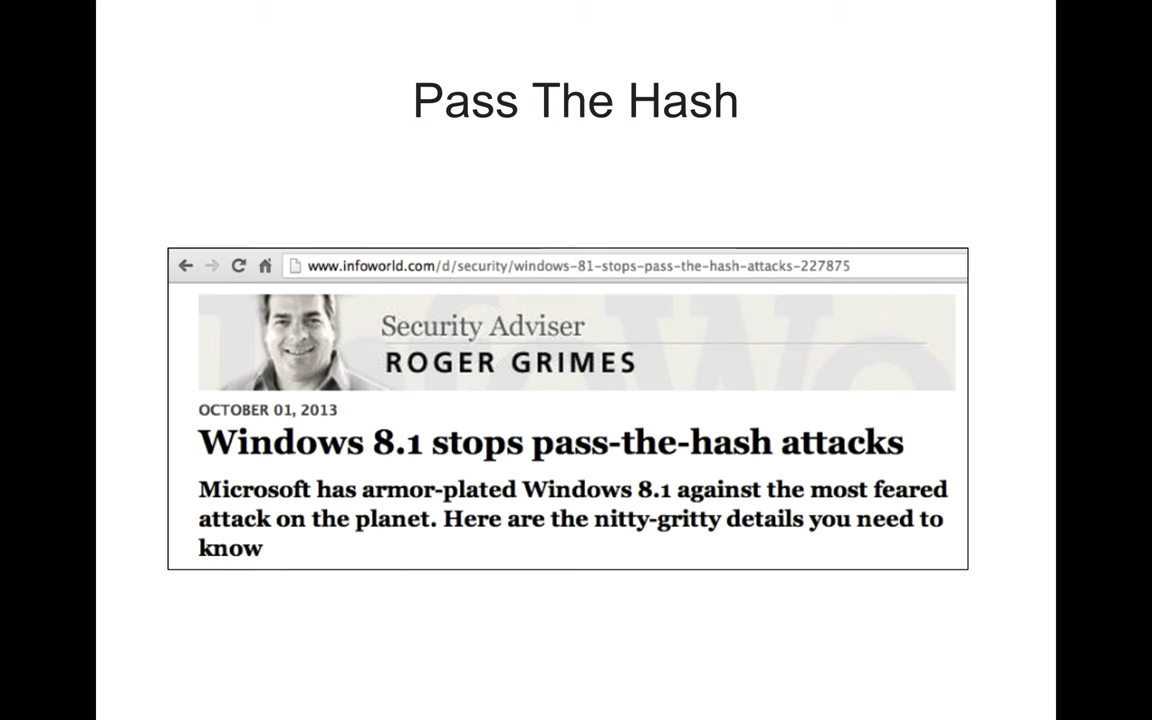 Pass The Hash
www.infoworld.com/d/security/windows-81-stops-pass-the-hash-attacks-227875
Security Adviser
ROGER GRIMES
OCTOBER 01, 2013
Windows 8.1 stops pass-the-hash attacks
Microsoft has armor-plated Windows 8.1 against the most feared
attack on the planet. Here are the nitty-gritty details you need to
know